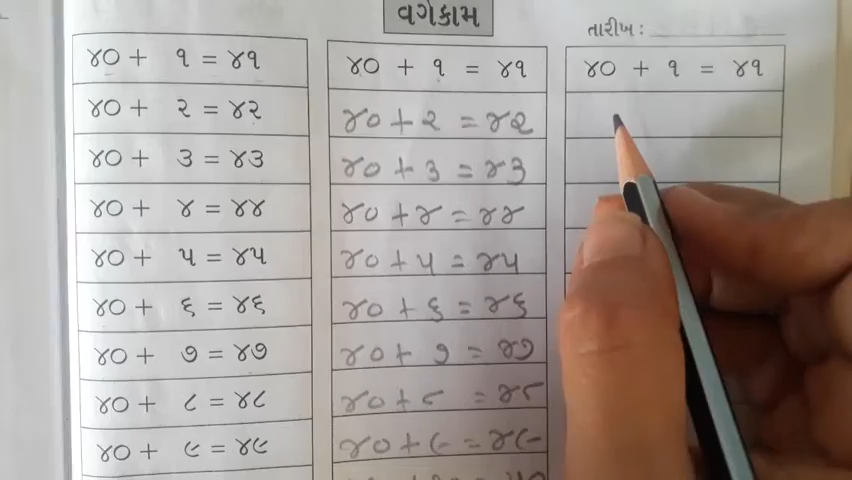 વર્ગકામ
તારીખ :
૪૦ + ૧ = ૪૧
૪૦ + ૨ = ૪૨
૪૦ + ૩ = ૪૩
૪૦ + ૪ = ૪૪
૪૦ + ૫ = ૪૫
૪૦ + ૬ = ૪૬
૪૦ + ૭ = ૪૭
૪૦ + ૮ = ૪૮
૪૦ + ૯ = ૪૯
૪૦ + ૧ = ૪૧
૪૦ + ૨ = ૪૨
૪૦ + ૩ = ૪૩
૪૦ + ૪ = ૪૪
૪૦ + ૫ = ૪૫
૪૦ + ૬ = ૪૬
૪૦ + ૭ = ૪૭
૪૦ + ૮ = ૪૮
૪૦ + ૯ = ૪૯
૪૦ + ૧ = ૪૧